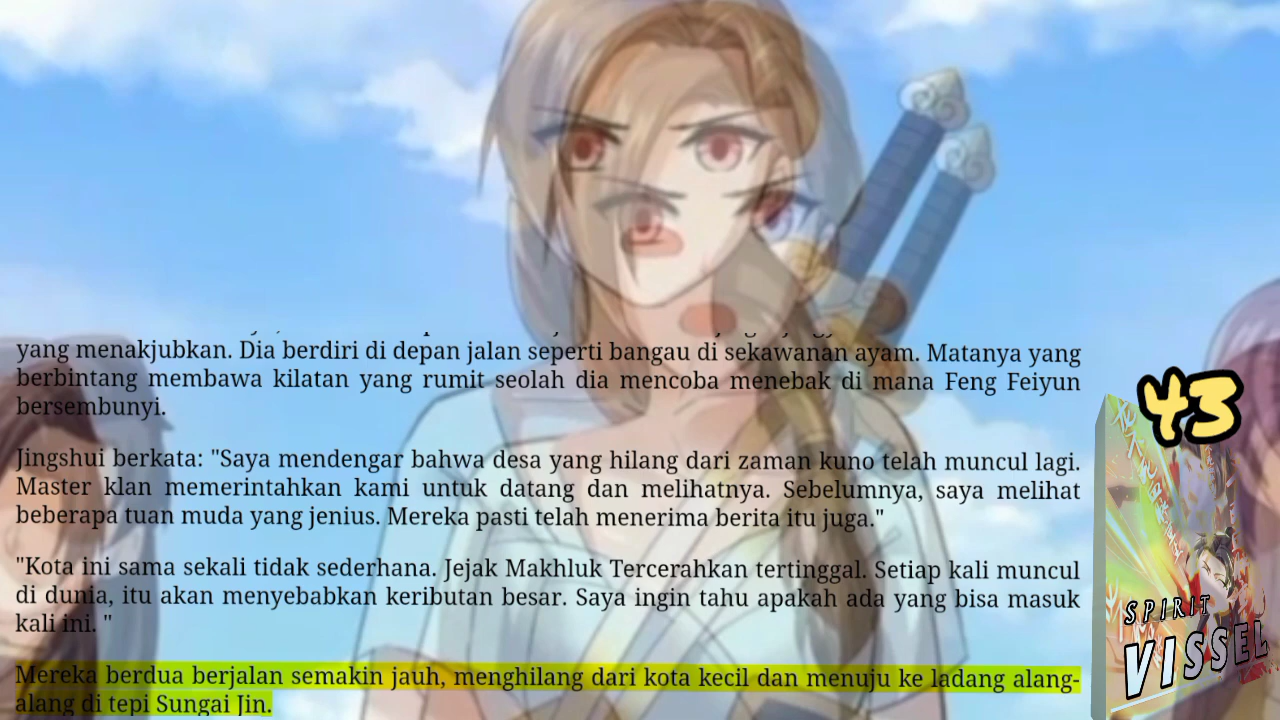 yang menakjubkan. Dia berdiri di depan jalan seperti bangau di sekawanan ayam. Matanya yang
berbintang membawa kilatan yang rumit seolah dia mencoba menebak di mana Feng Feiyun
bersembunyi.
Jingshui berkata: "Saya mendengar bahwa desa yang hilang dari zaman kuno telah muncul lagi.
Master klan memerintahkan kami untuk datang dan melihatnya. Sebelumnya, saya melihat
beberapa tuan muda yang jenius. Mereka pasti telah menerima berita itu juga."
"Kota ini sama sekali tidak sederhana. Jejak Makhluk Tercerahkan tertinggal. Setiap kali muncul
di dunia, itu akan menyebabkan keributan besar. Saya ingin tahu apakah ada yang bisa masuk
kali ini. "
Mereka berdua berjalan semakin jauh, menghilang dari kota kecil dan menuju ke ladang alang-
alang di tepi Sungai Jin.
43
SPIRIT
VISSEL